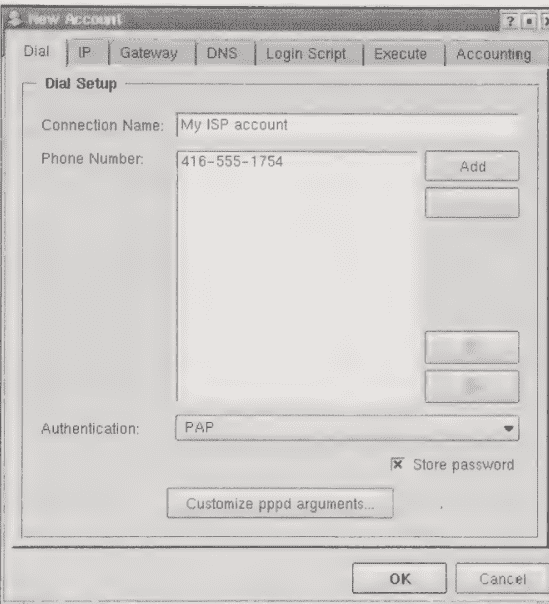 New Account
Dial IP Gateway DNS Login Script Execute Accounting
Dial Setup
Connection Name: My ISP account
Phone Number: 416-555-1754
Add
Authentication: PAP
Store password
Customize pppd arguments...
OK Cancel